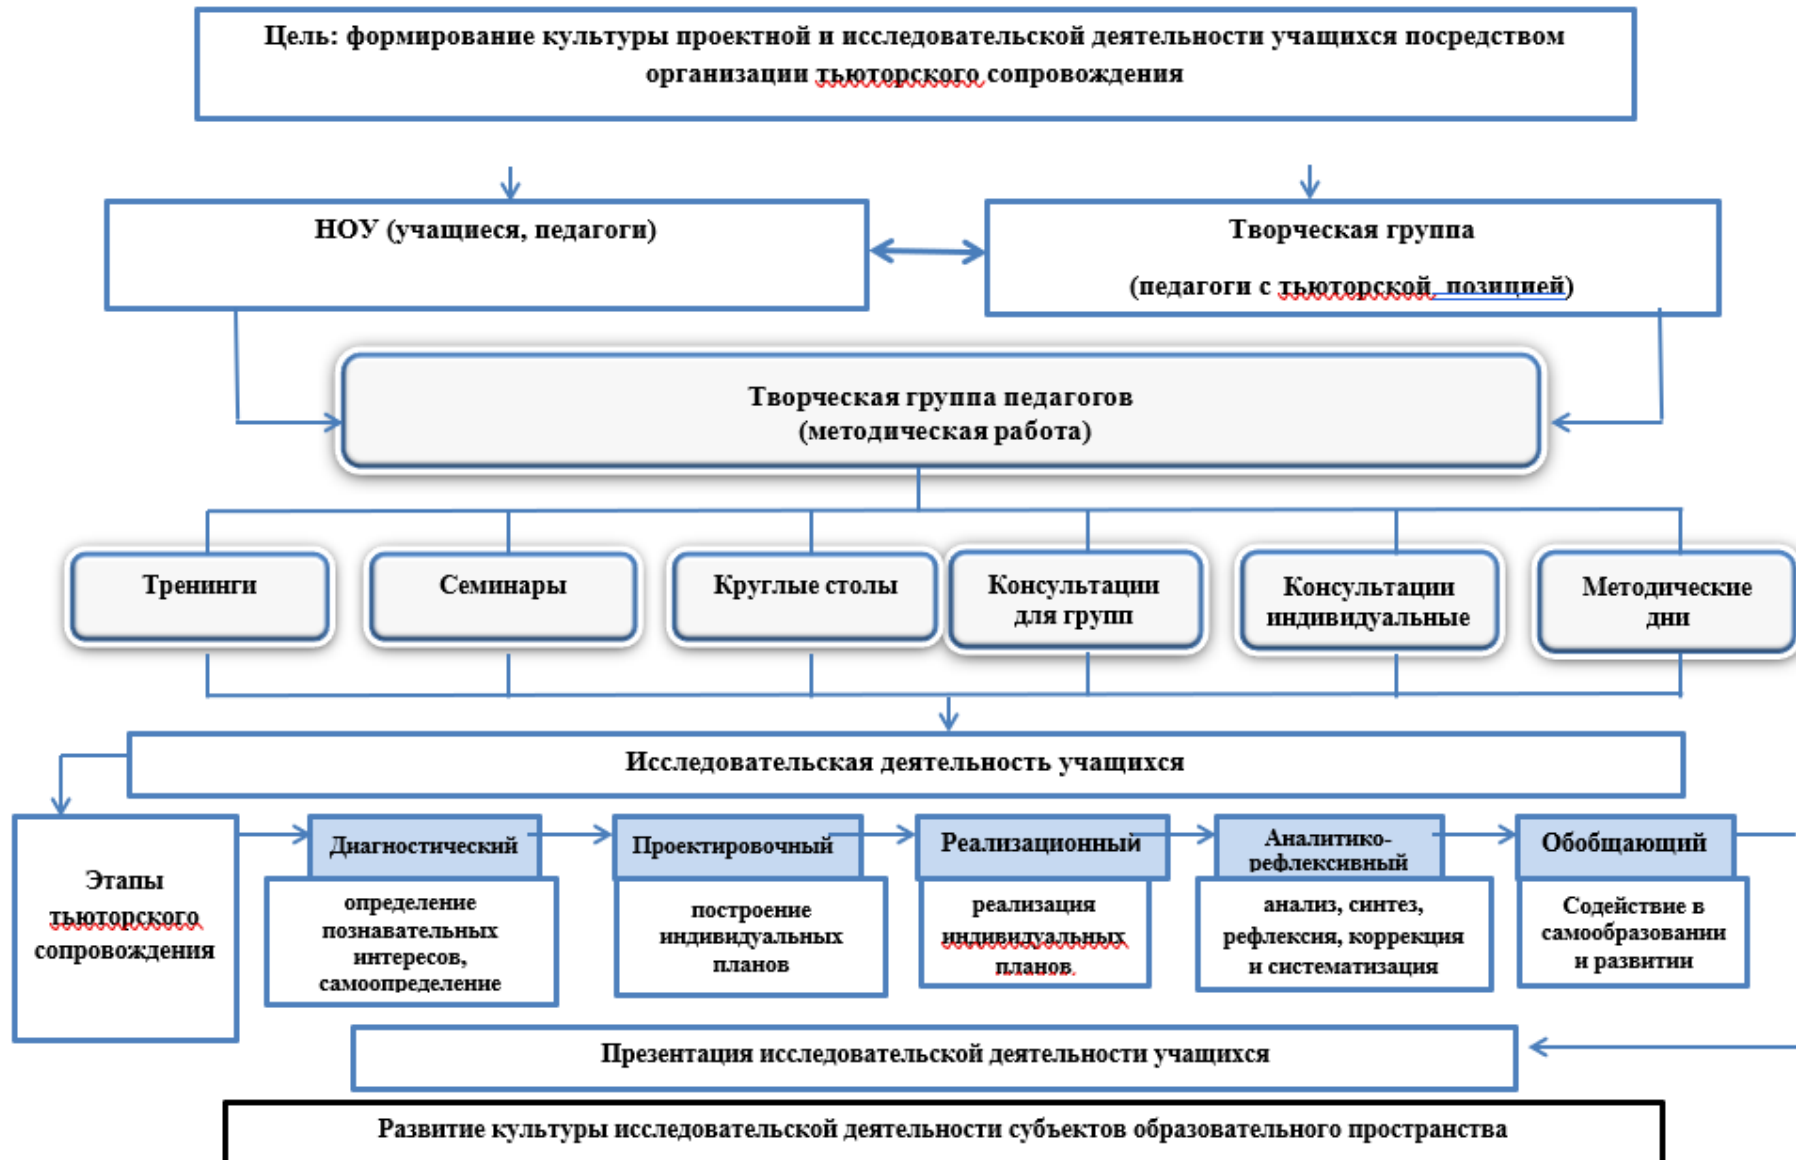 Цель: формирование культуры проектной и исследовательской деятельности учащихся посредством
организации тьюторского сопровождения
НОУ (учащиеся, педагоги)
Творческая группа
(педагоги с тьюторской позицией)
Творческая группа педагогов
(методическая работа)
Тренинги
Семинары
Круглые столы
Консультации
для групп
Консультации
индивидуальные
Методические
дни
Исследовательская деятельность учащихся
Этапы
тьюторского
сопровождения
Диагностический
определение
познавательных
интересов,
самоопределение
Проектировочный
построение
индивидуальных
планов
Реализационный
реализация
индивидуальных
планов.
Аналитико-
рефлексивный
анализ, синтез,
рефлексия, коррекция
и систематизация
Обобщающий
Содействие в
самообразовании
и развитии
Презентация исследовательской деятельности учащихся
Развитие культуры исследовательской деятельности субъектов образовательного пространства